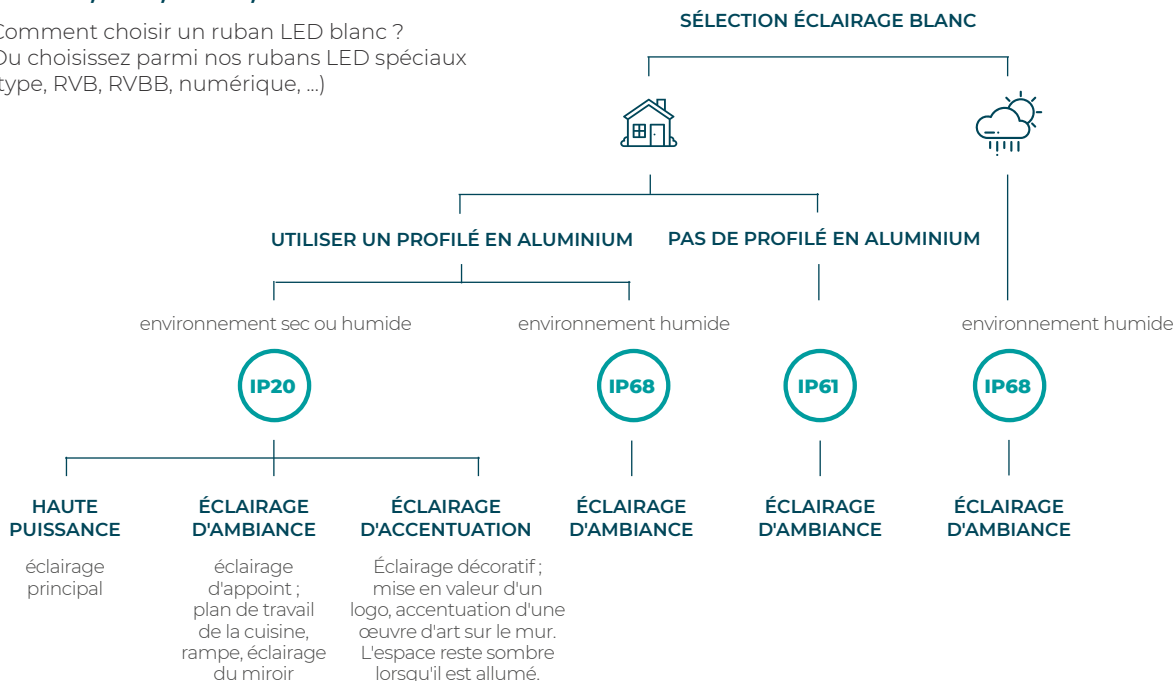 Comment choisir un ruban LED blanc ?
Ou choisissez parmi nos rubans LED spéciaux
type, RVB, RVBB, numérique, ...)
SÉLECTION ÉCLAIRAGE BLANC
UTILISER UN PROFILÉ EN ALUMINIUM
PAS DE PROFILÉ EN ALUMINIUM
environnement sec ou humide
environnement humide
environnement humide
IP20
IP68
IP61
IP68
HAUTE
PUISSANCE
éclairage
principal
ÉCLAIRAGE
D'AMBIANCE
éclairage
d'appoint ;
plan de travail
de la cuisine,
rampe, éclairage
du miroir
ÉCLAIRAGE
D'ACCENTUATION
Éclairage décoratif ;
mise en valeur d'un
logo, accentuation d'une
œuvre d'art sur le mur.
L'espace reste sombre
lorsqu'il est allumé.
ÉCLAIRAGE
D'AMBIANCE
ÉCLAIRAGE
D'AMBIANCE
ÉCLAIRAGE
D'AMBIANCE